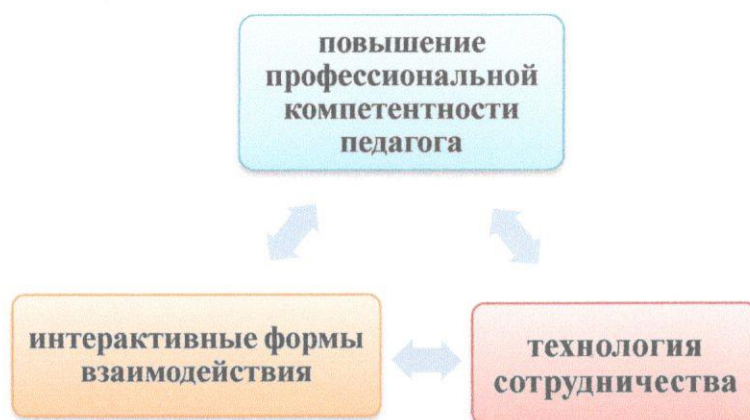 повышение
профессиональной
компетентности
педагога
интерактивные формы
взаимодействия
технология
сотрудничества